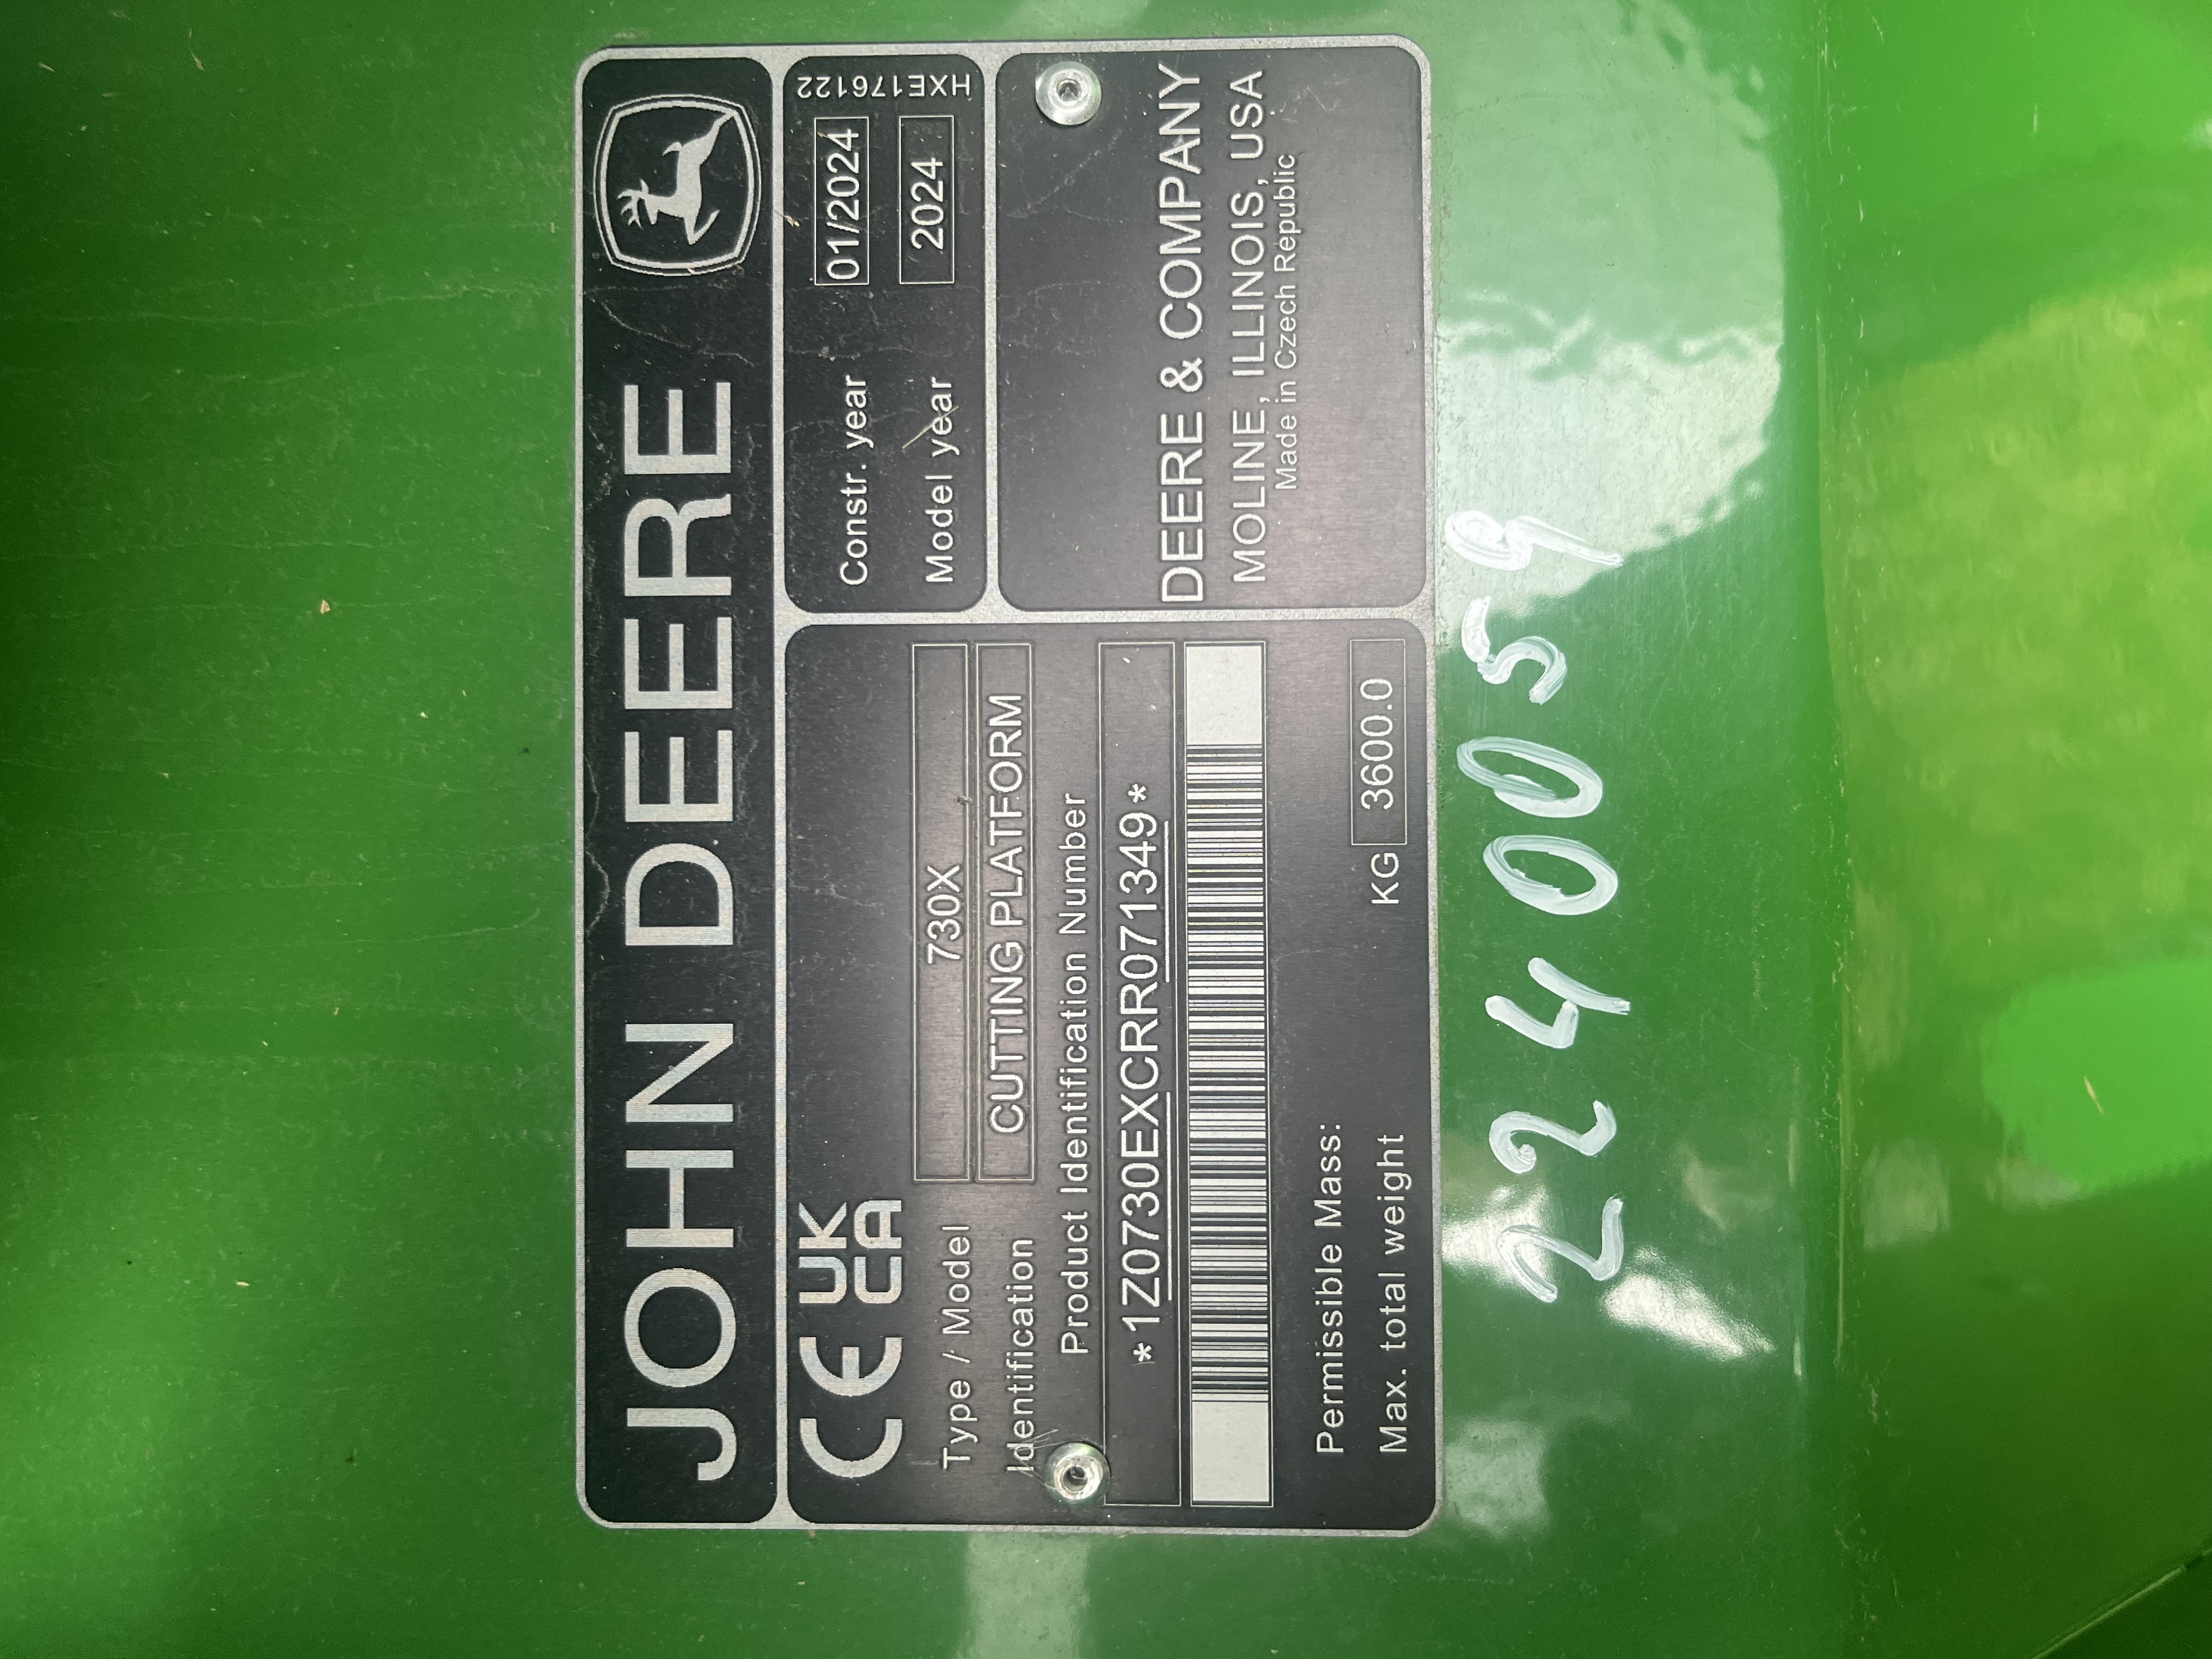 JOHN DEERE
CE UK CA
Type / Model 730X
Identification CUTTING PLATFORM
Product Identification Number
*1Z0730EXCRR071349*
Permissible Mass:
Max. total weight KG 3600.0
Constr. year 01/2024
Model year 2024
HXE176122
DEERE & COMPANY
MOLINE, ILLINOIS, USA
Made in Czech Republic
2240059